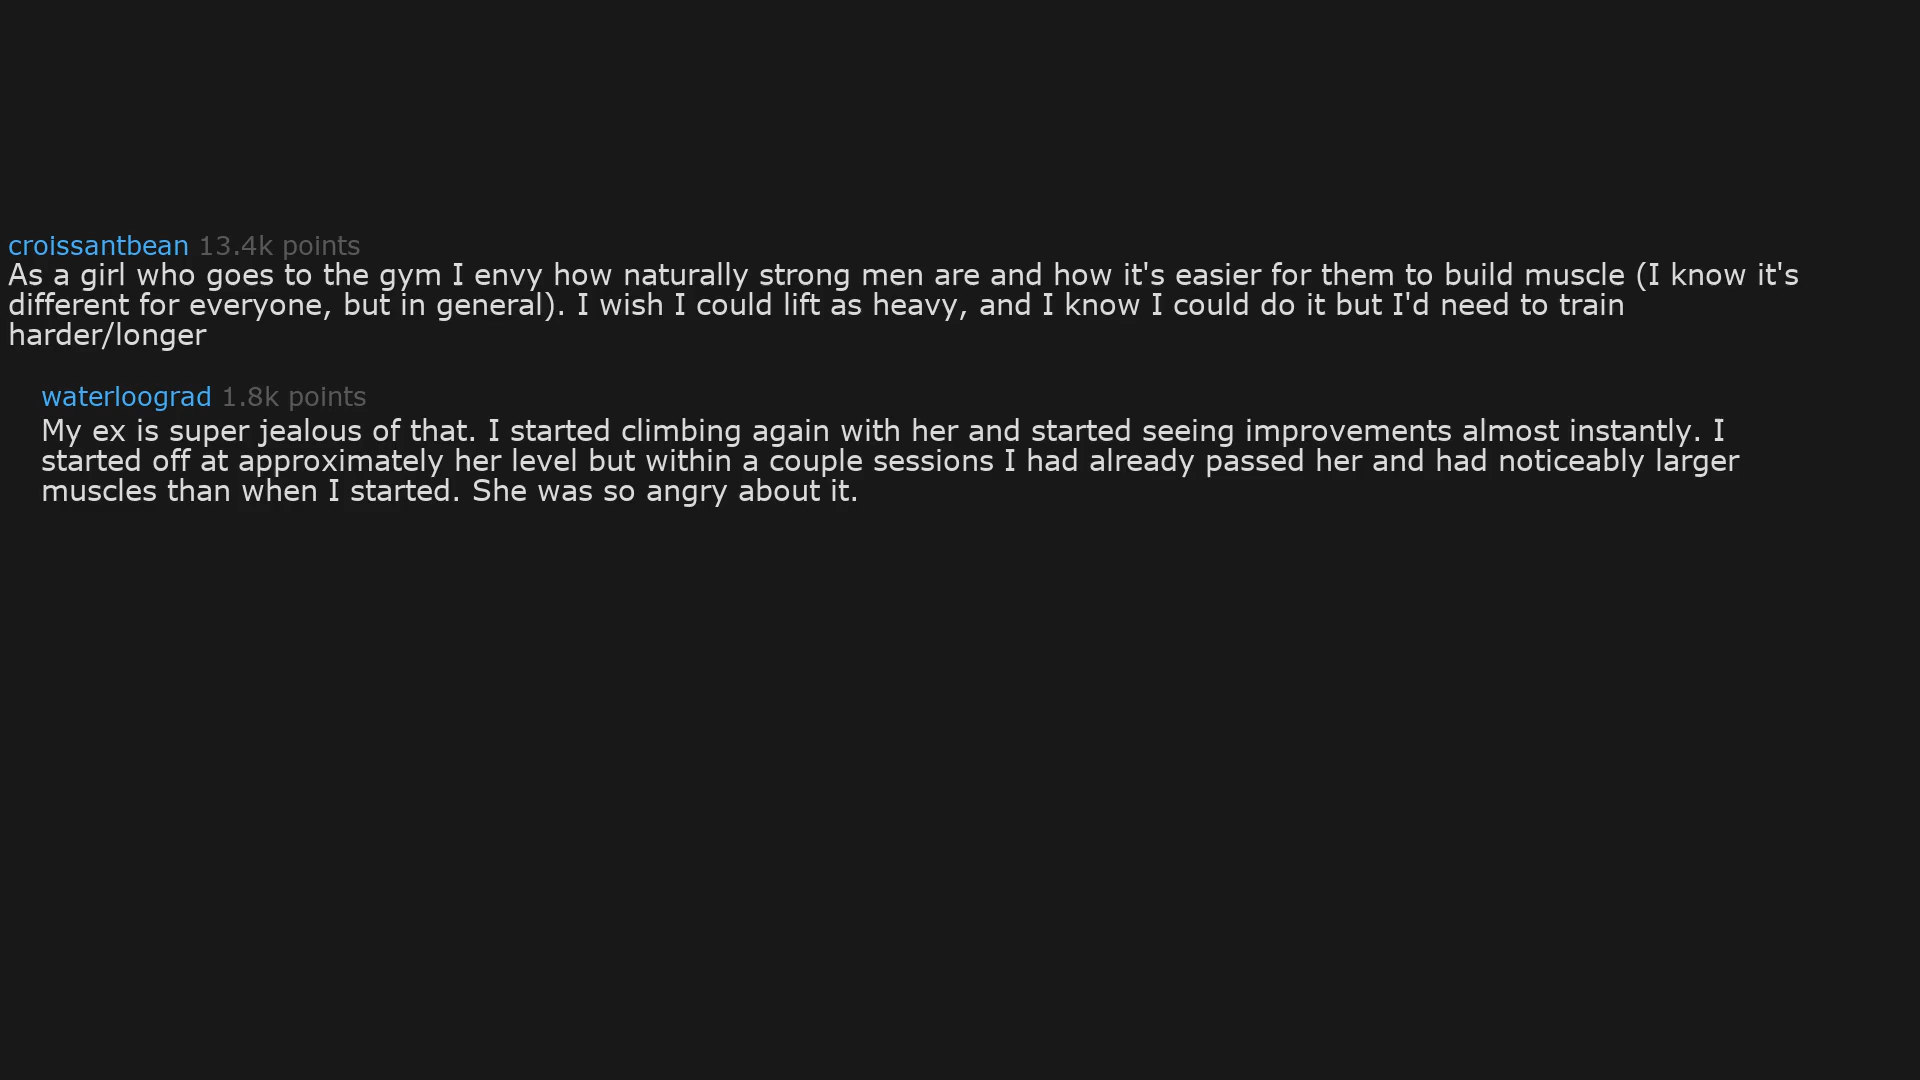 croissantbean 13.4k points
As a girl who goes to the gym I envy how naturally strong men are and how it's easier for them to build muscle (I know it's
different for everyone, but in general). I wish I could lift as heavy, and I know I could do it but I'd need to train
harder/longer
waterloograd 1.8k points
My ex is super jealous of that. I started climbing again with her and started seeing improvements almost instantly. I
started off at approximately her level but within a couple sessions I had already passed her and had noticeably larger
muscles than when I started. She was so angry about it.